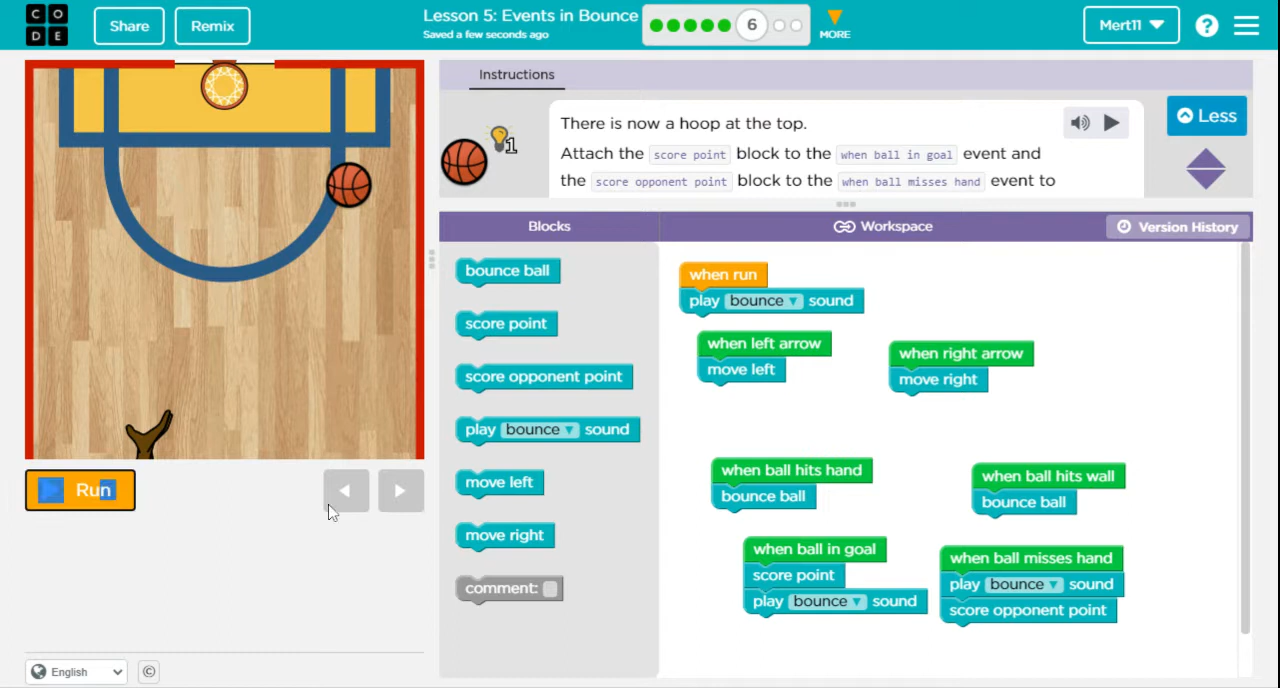 C O
D E
Share
Remix
Lesson 5: Events in Bounce
Saved a few seconds ago
6
MORE
Mert11
?
Instructions
1
There is now a hoop at the top.
Attach the score point block to the when ball in goal event and
the score opponent point block to the when ball misses hand event to
Less
Blocks
Workspace
Version History
bounce ball
score point
score opponent point
play bounce sound
move left
move right
comment:
when run
play bounce sound
when left arrow
move left
when right arrow
move right
when ball hits hand
bounce ball
when ball hits wall
bounce ball
when ball in goal
score point
play bounce sound
when ball misses hand
play bounce sound
score opponent point
Run
English
©